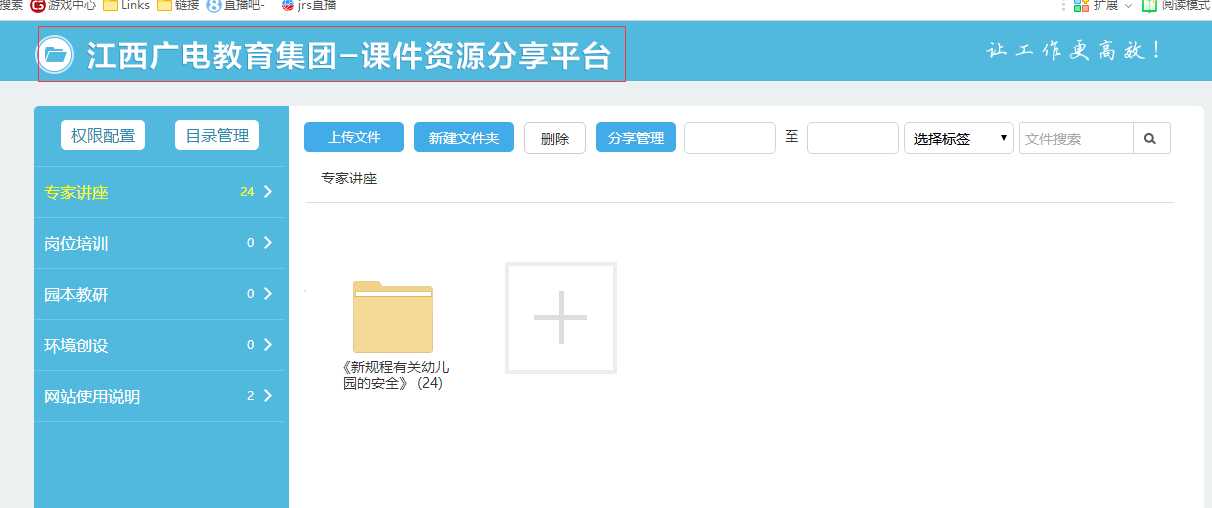 搜索 游戏中心 Links 链接 直播吧- jrs直播 扩展 阅读模式
江西广电教育集团-课件资源分享平台 让工作更高效！
权限配置 目录管理 上传文件 新建文件夹 删除 分享管理 至 选择标签 文件搜索
专家讲座
专家讲座 24
岗位培训 0
园本教研 0
环境创设 0
网站使用说明 2
《新规程有关幼儿
园的安全》 (24)